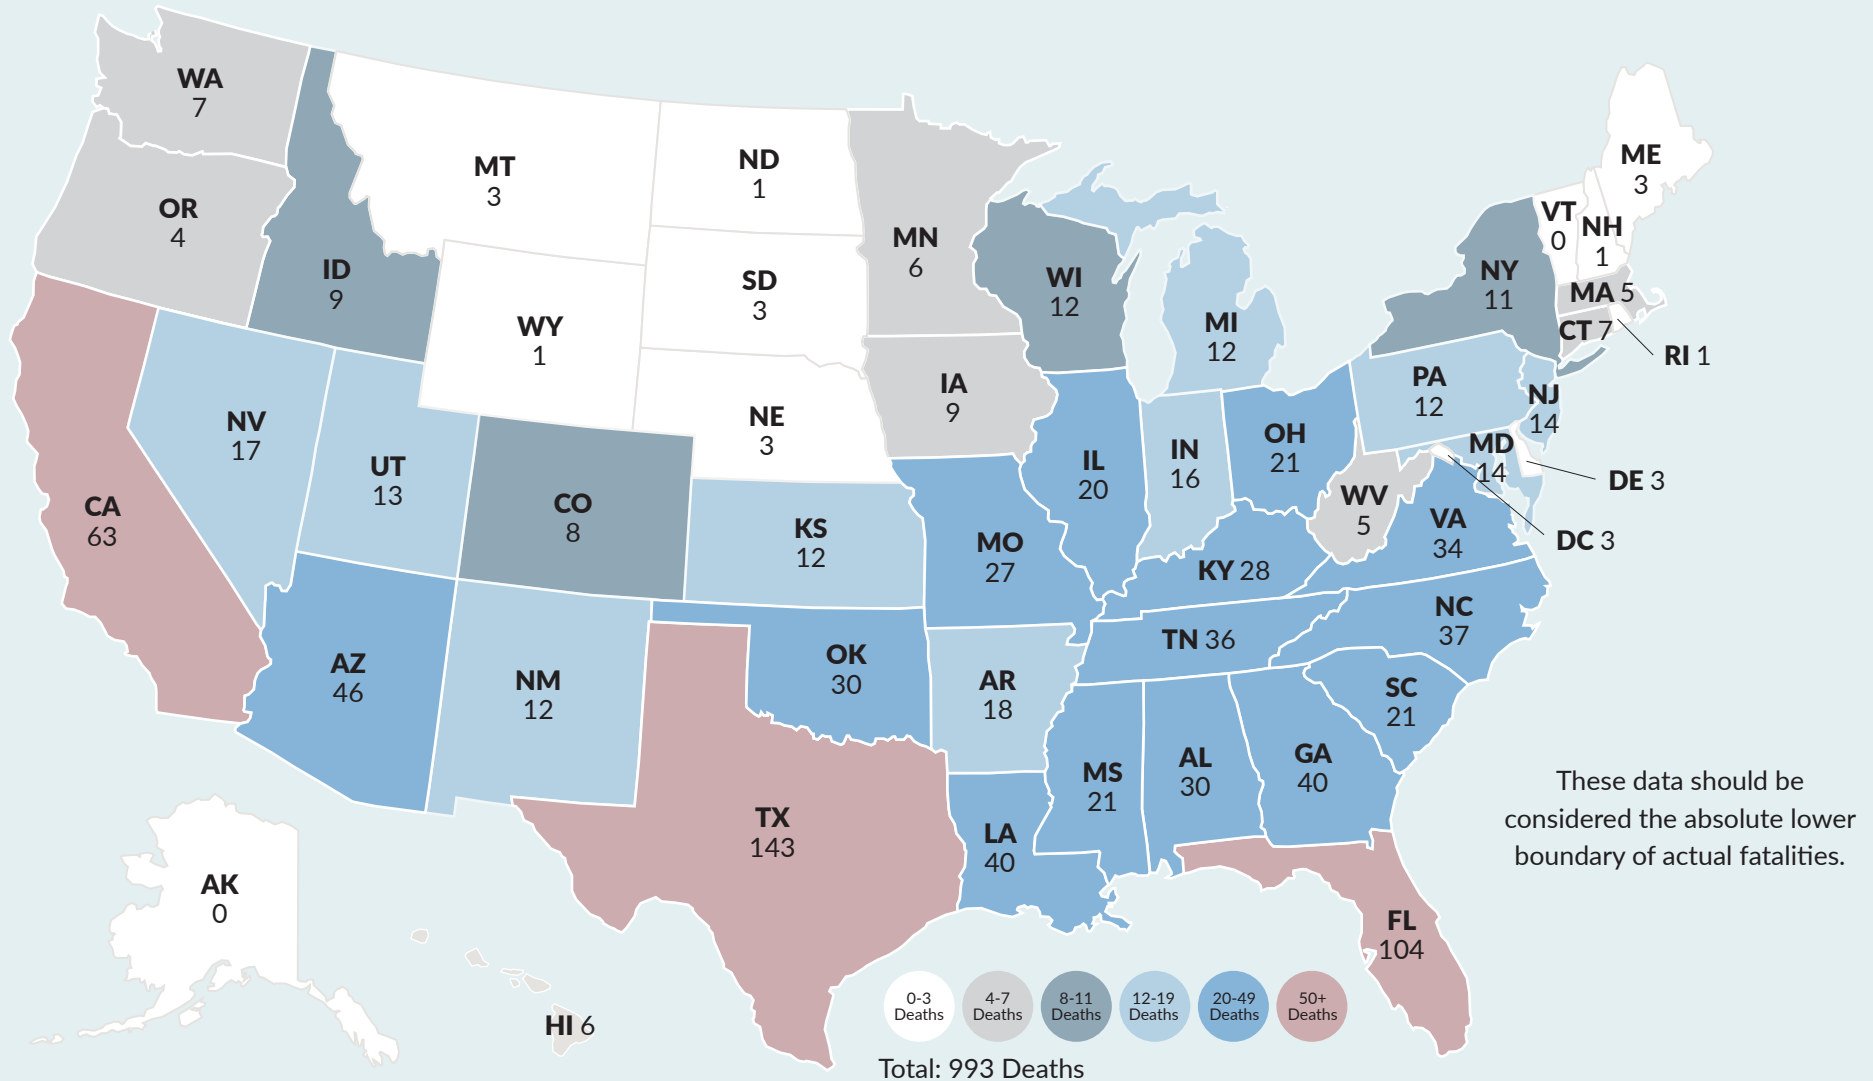 WA
7
OR
4
ID
9
MT
3
ND
1
MN
6
SD
3
WY
1
NE
3
WI
12
MI
12
IA
9
ME
3
VT
0
NH
1
NY
11
MA 5
CT 7
RI 1
PA
12
NJ
14
MD
14
DE 3
DC 3
CA
63
NV
17
UT
13
CO
8
KS
12
MO
27
IL
20
IN
16
OH
21
WV
5
VA
34
KY 28
NC
37
TN 36
AZ
46
NM
12
OK
30
AR
18
SC
21
MS
21
AL
30
GA
40
TX
143
LA
40
FL
104
AK
0
HI 6
These data should be
considered the absolute lower
boundary of actual fatalities.
0-3
Deaths
4-7
Deaths
8-11
Deaths
12-19
Deaths
20-49
Deaths
50+
Deaths
Total: 993 Deaths